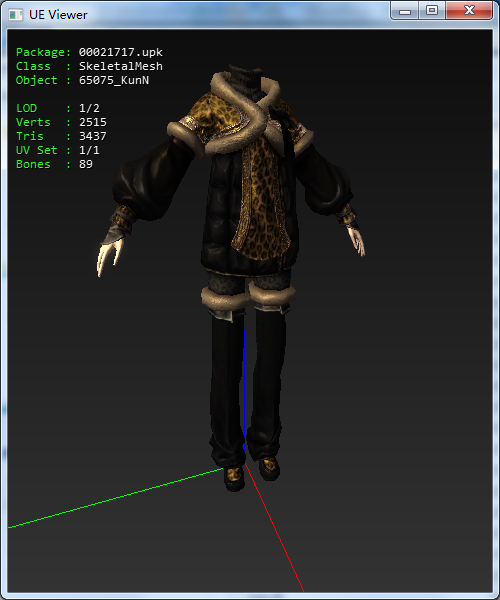 UE Viewer
Package: 00021717.upk
Class : SkeletalMesh
Object : 65075_KunN
LOD : 1/2
Verts : 2515
Tris : 3437
UV Set : 1/1
Bones : 89